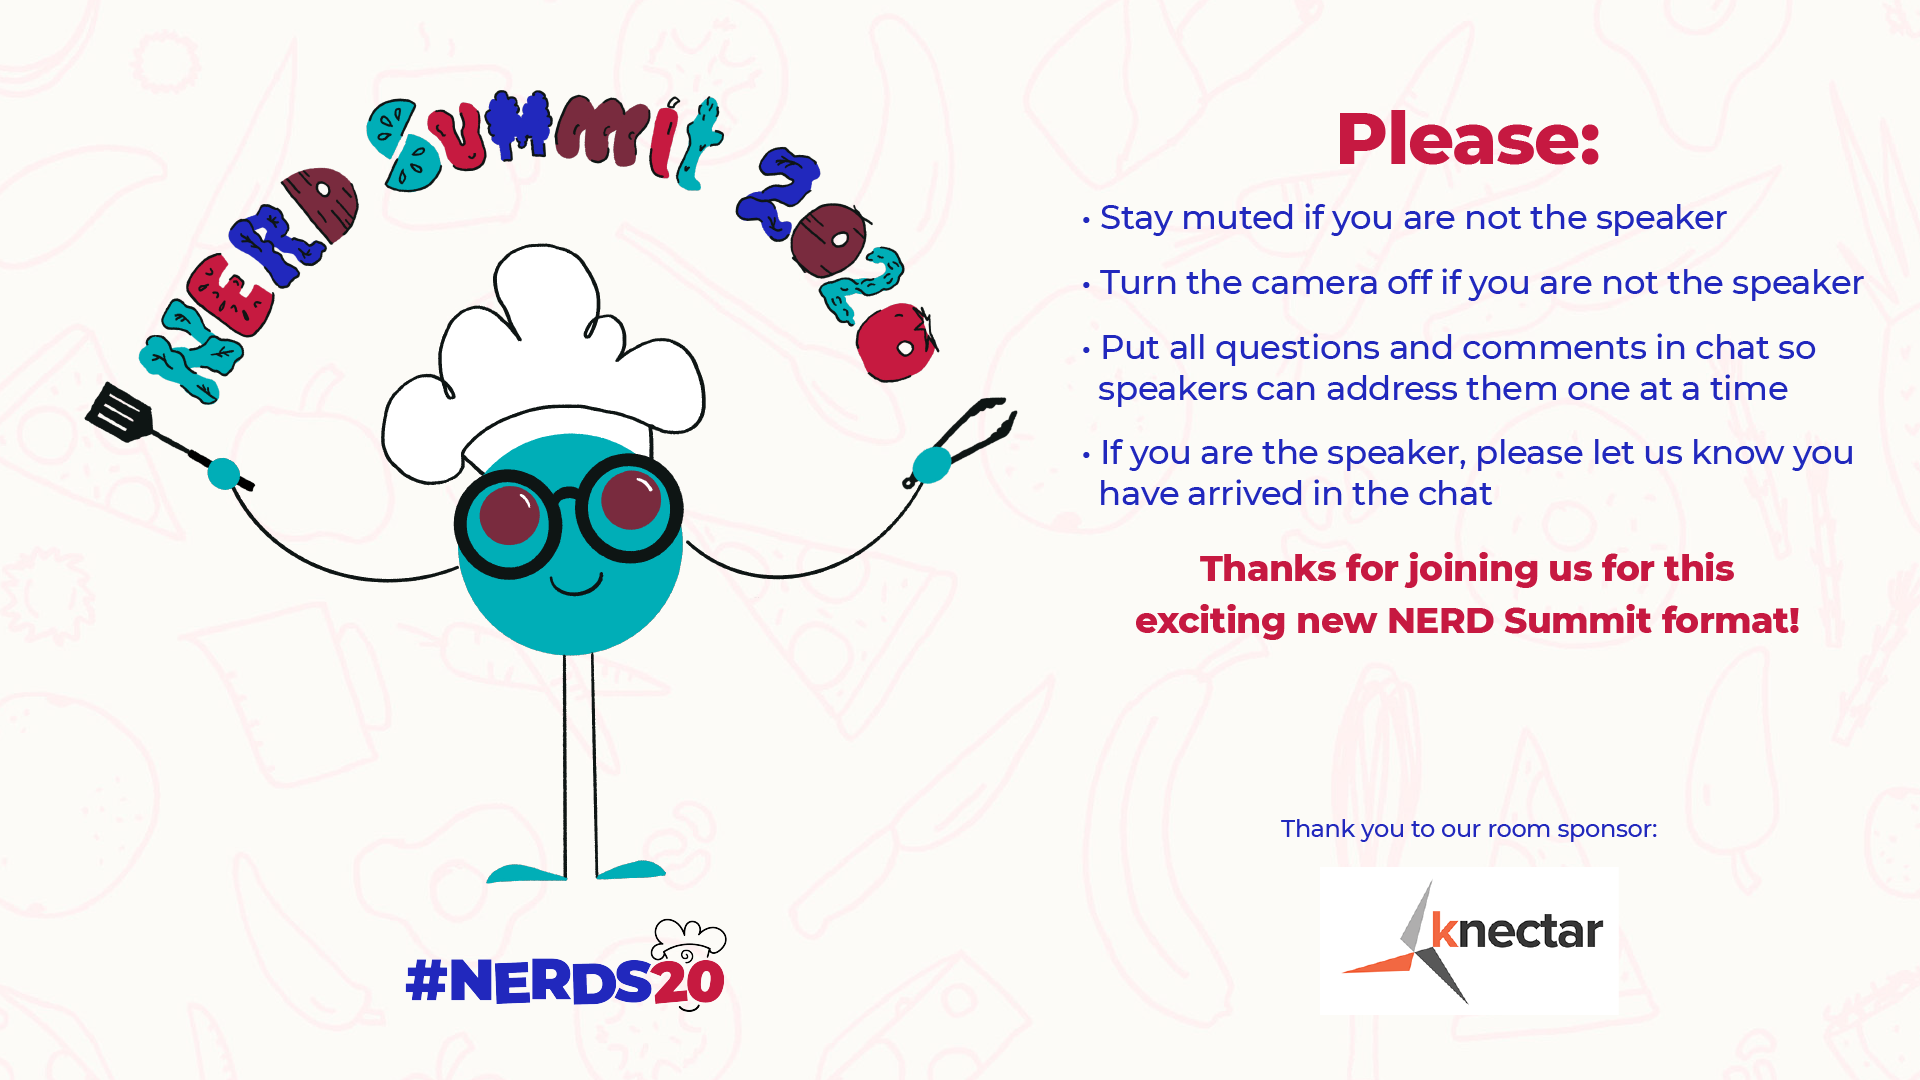 NERD Summit 2020
Please:
• Stay muted if you are not the speaker
• Turn the camera off if you are not the speaker
• Put all questions and comments in chat so
speakers can address them one at a time
• If you are the speaker, please let us know you
have arrived in the chat
Thanks for joining us for this
exciting new NERD Summit format!
Thank you to our room sponsor:
knectar
#NERDS20